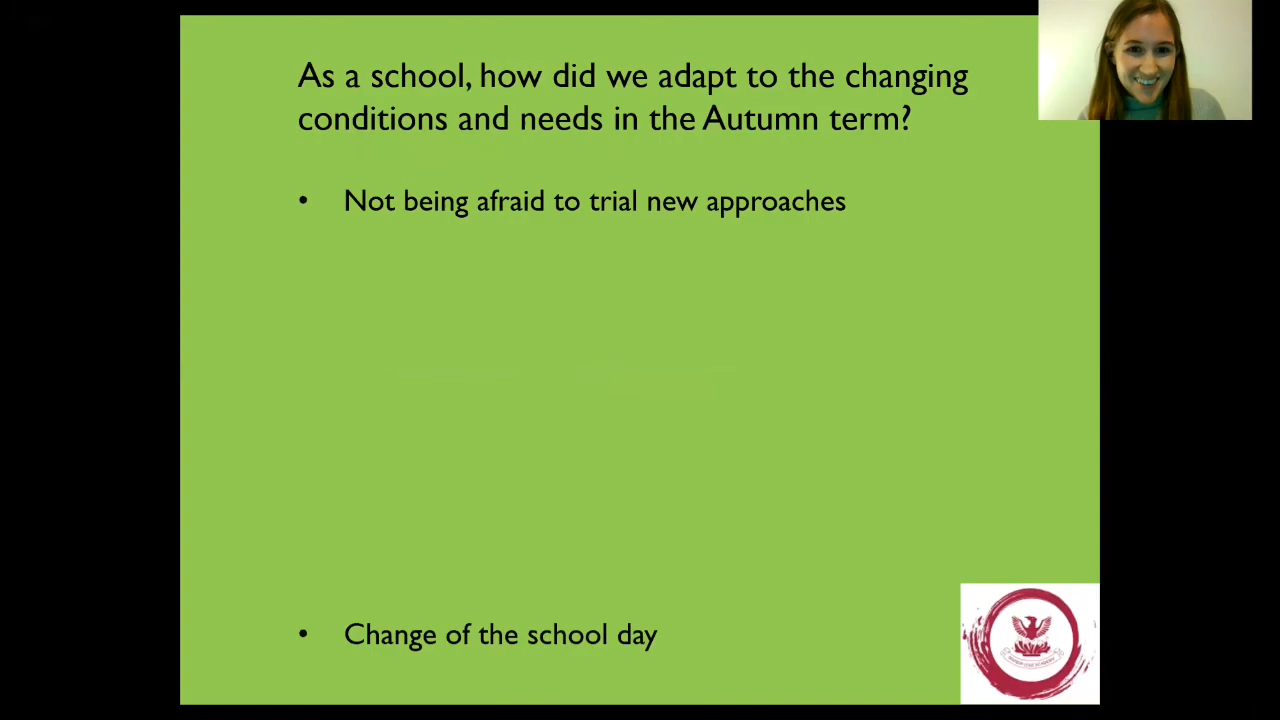 As a school, how did we adapt to the changing
conditions and needs in the Autumn term?
• Not being afraid to trial new approaches
• Change of the school day